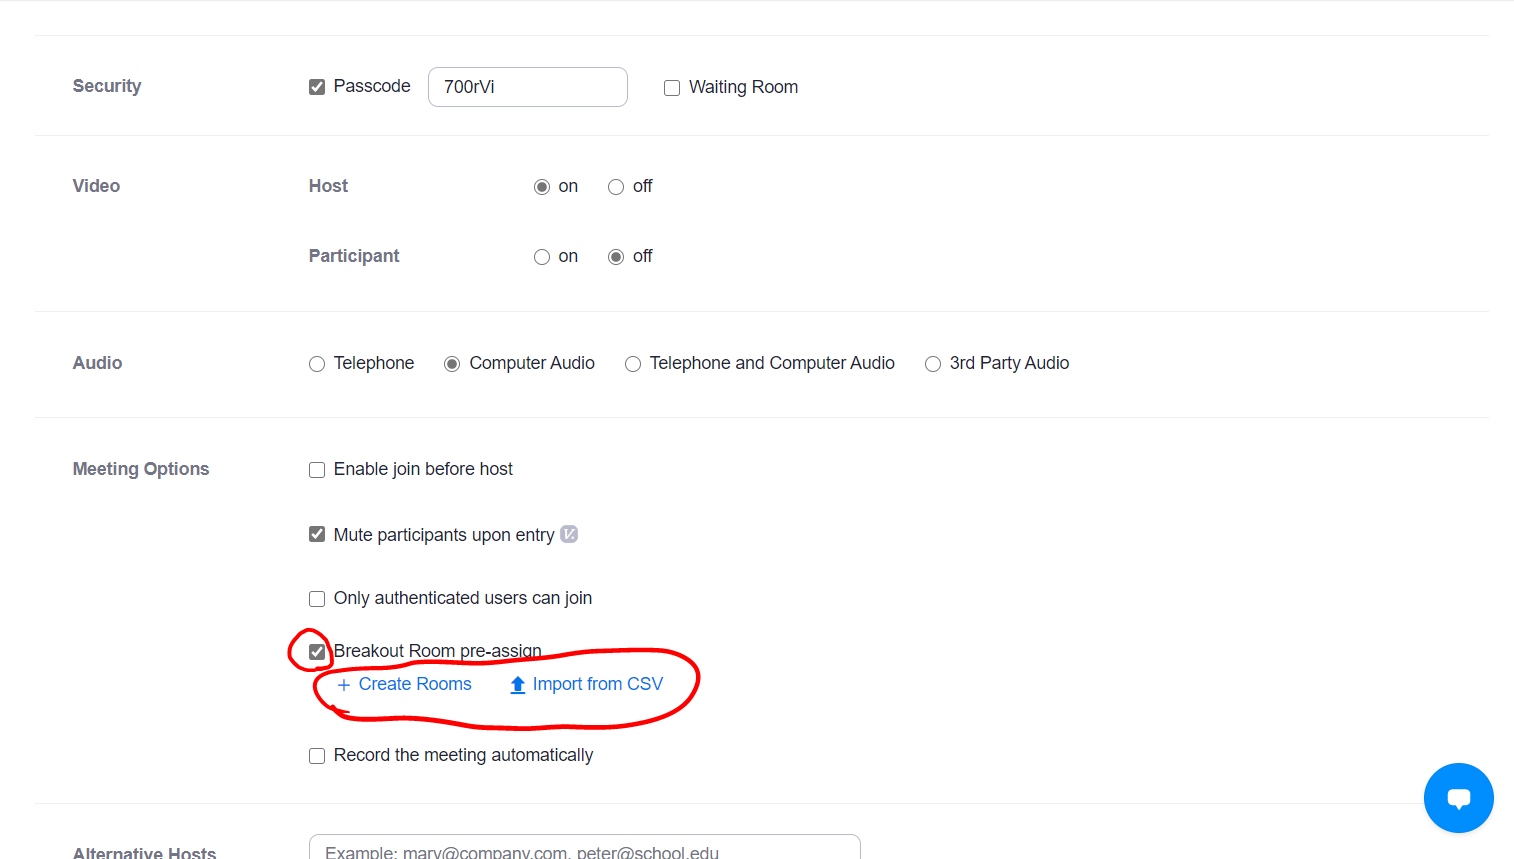 Security Passcode 700rVi Waiting Room
Video Host on off
Participant on off
Audio Telephone Computer Audio Telephone and Computer Audio 3rd Party Audio
Meeting Options Enable join before host
Mute participants upon entry V.
Only authenticated users can join
Breakout Room pre-assign
+ Create Rooms Import from CSV
Record the meeting automatically
Alternative Hosts Example: mary@company.com, peter@school.edu